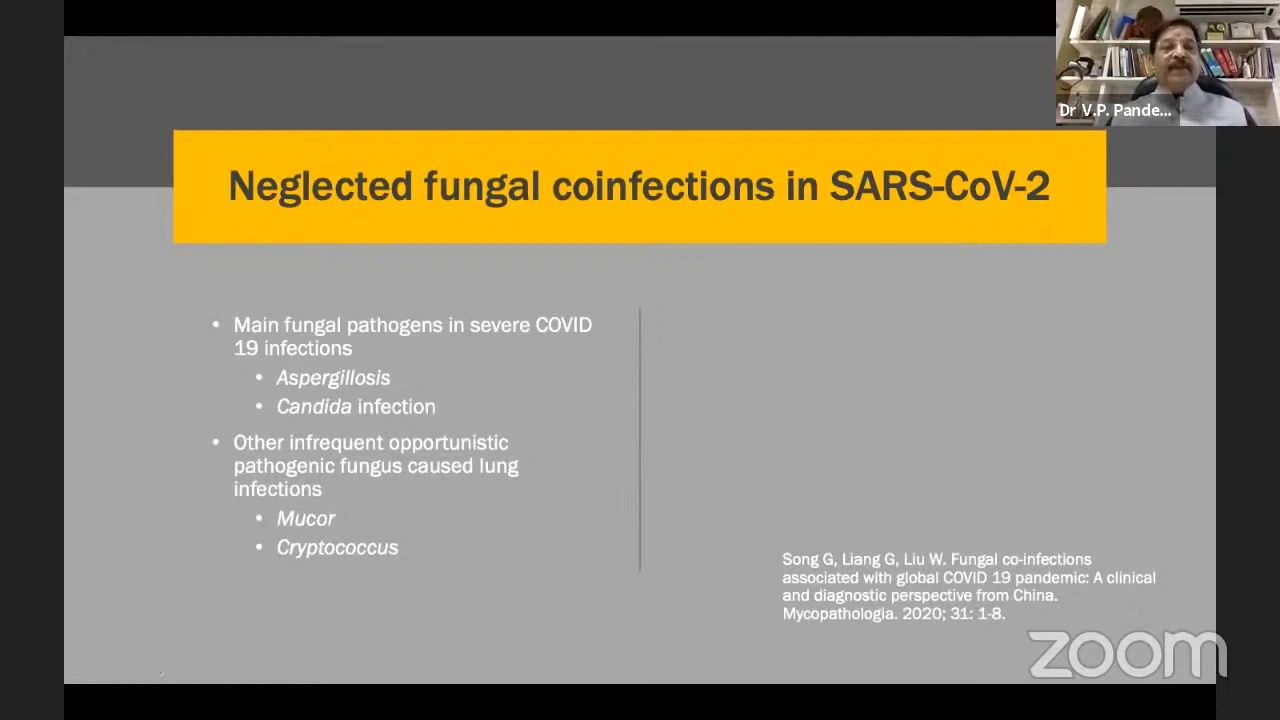 Dr V.P. Pande...
Neglected fungal coinfections in SARS-CoV-2
• Main fungal pathogens in severe COVID
19 infections
• Aspergillosis
• Candida infection
• Other infrequent opportunistic
pathogenic fungus caused lung
infections
• Mucor
• Cryptococcus
Song G, Liang G, Liu W. Fungal co-infections
associated with global COVID 19 pandemic: A clinical
and diagnostic perspective from China.
Mycopathologia. 2020; 31: 1-8.
zoom